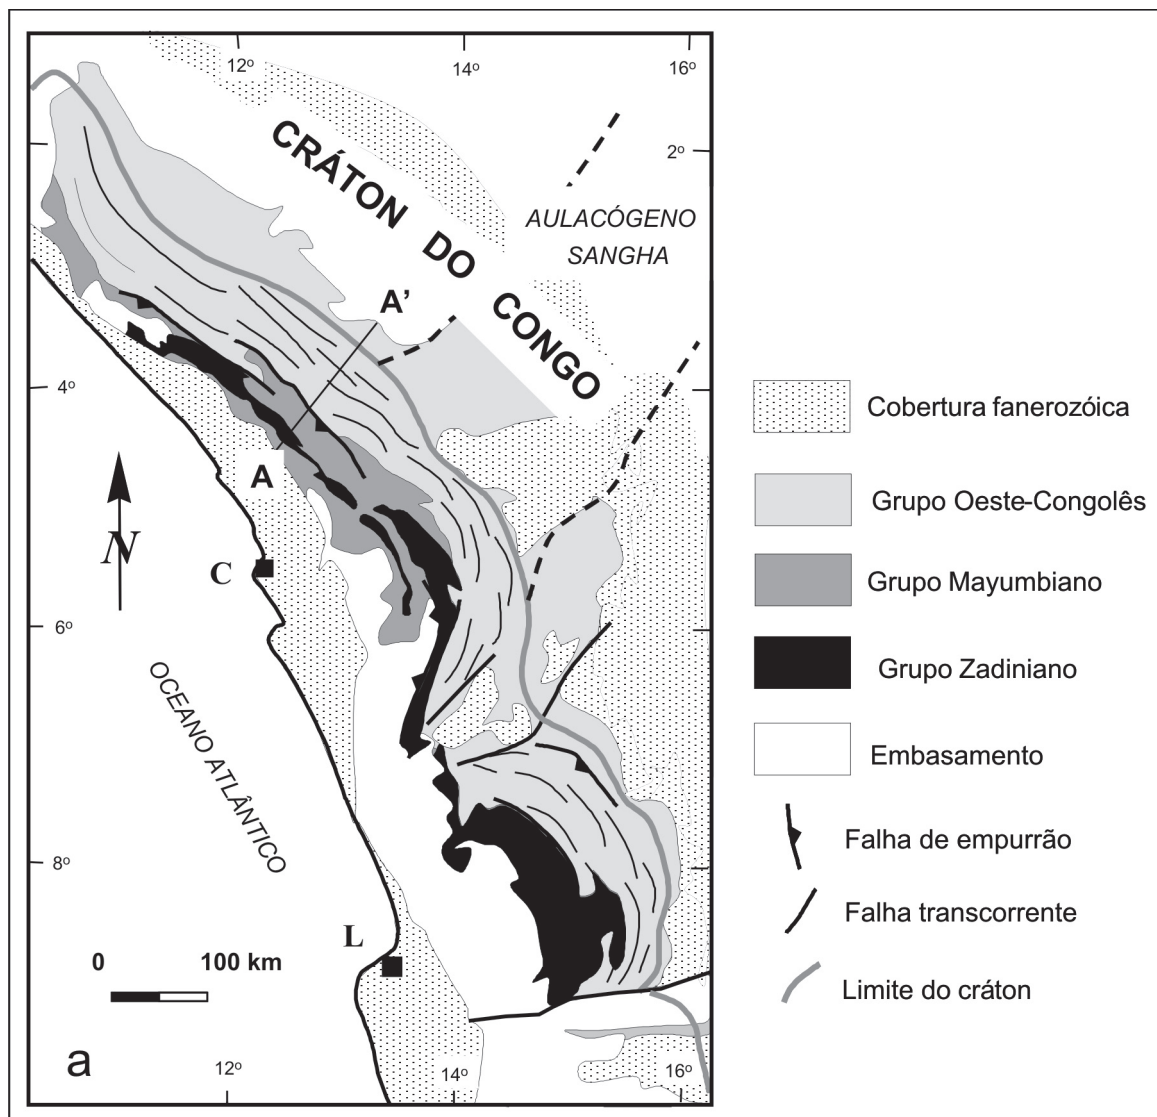 12º
14º
16º
2º
CRÁTON DO CONGO
AULACÓGENO
SANGHA
A'
4º
A
N
C
6º
OCEANO ATLÂNTICO
8º
L
0 100 km
a
12º
14º
16º
Cobertura fanerozóica
Grupo Oeste-Congolês
Grupo Mayumbiano
Grupo Zadiniano
Embasamento
Falha de empurrão
Falha transcorrente
Limite do cráton